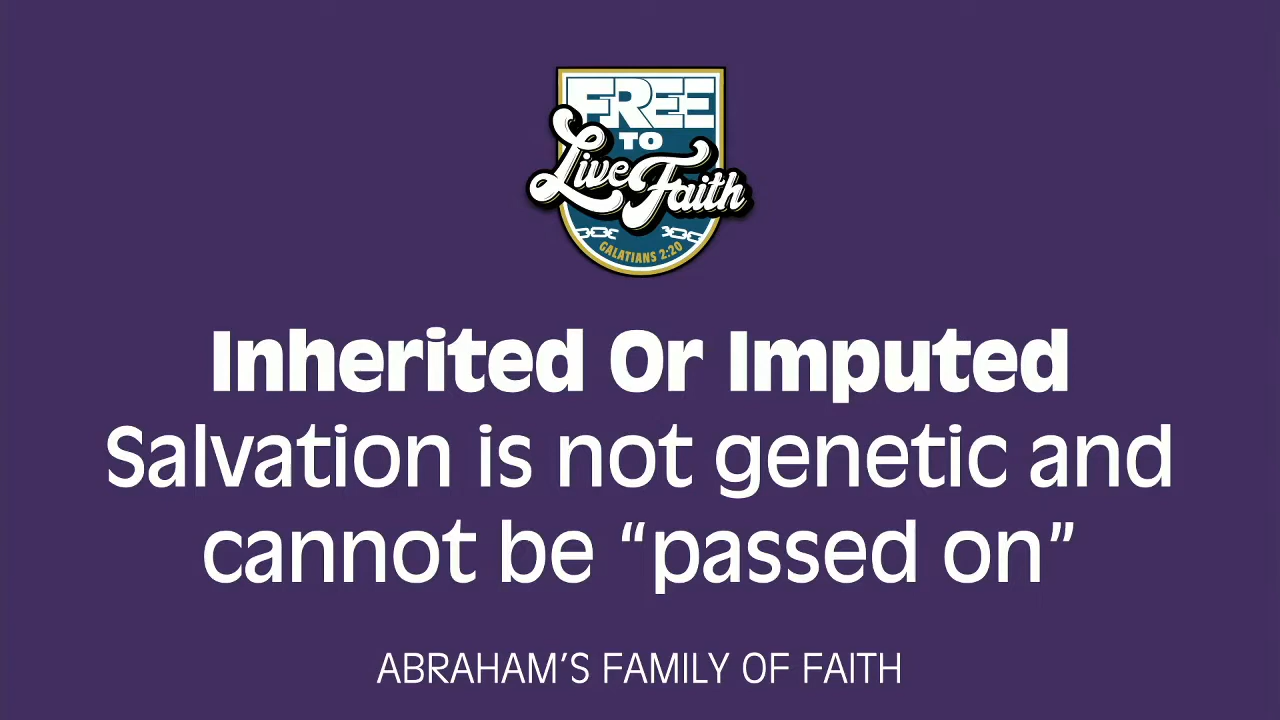 FREE
TO
Live Faith
GALATIANS 2:20
Inherited Or Imputed
Salvation is not genetic and
cannot be “passed on”
ABRAHAM’S FAMILY OF FAITH